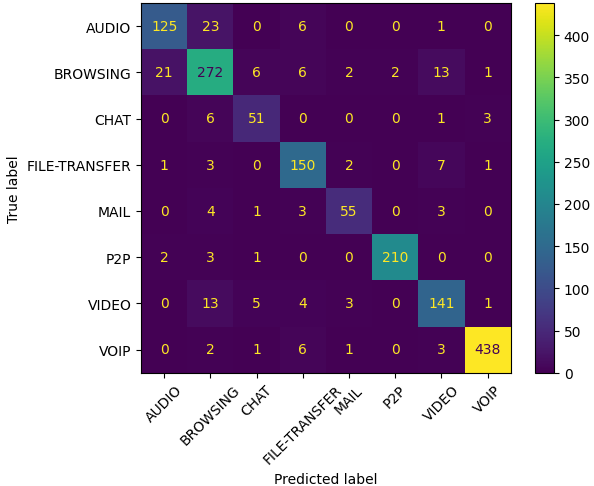 AUDIO 125 23 0 6 0 0 1 0
BROWSING 21 272 6 6 2 2 13 1
CHAT 0 6 51 0 0 0 1 3
FILE-TRANSFER 1 3 0 150 2 0 7 1
MAIL 0 4 1 3 55 0 3 0
P2P 2 3 1 0 0 210 0 0
VIDEO 0 13 5 4 3 0 141 1
VOIP 0 2 1 6 1 0 3 438
True label
AUDIO BROWSING CHAT FILE-TRANSFER MAIL P2P VIDEO VOIP
Predicted label
400
350
300
250
200
150
100
50
0